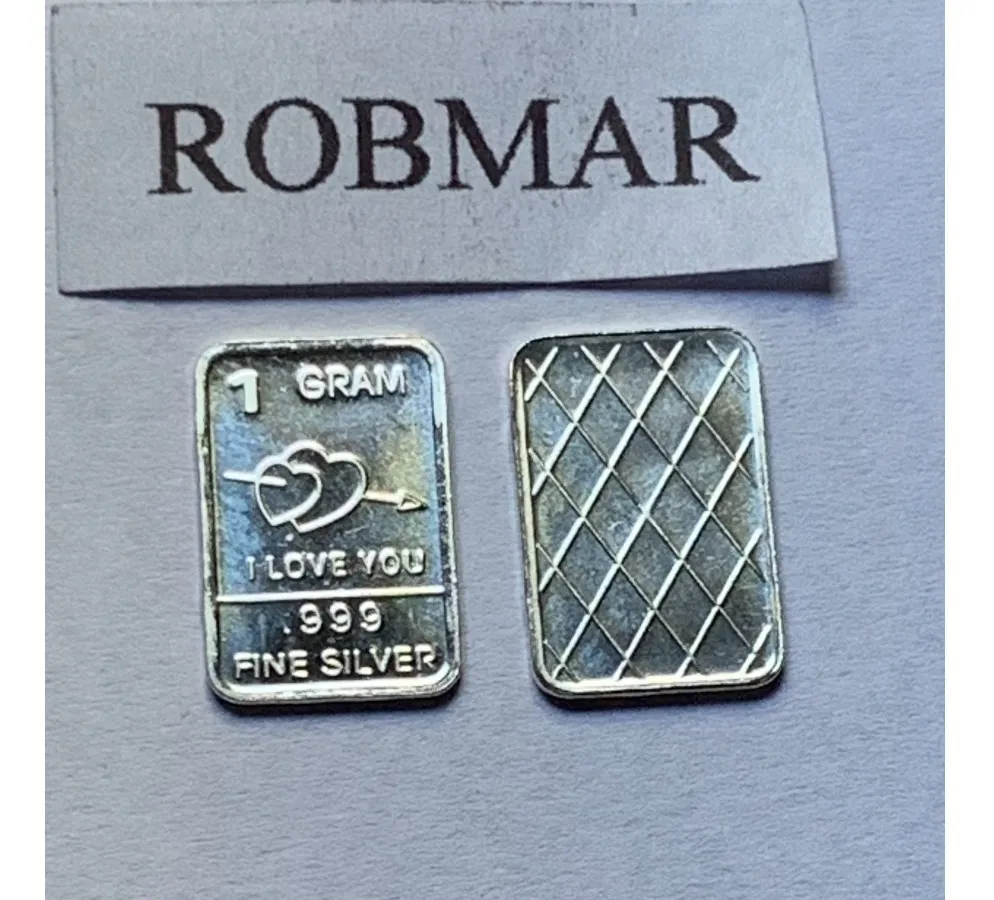 ROBMAR
1 GRAM
I LOVE YOU
.999
FINE SILVER